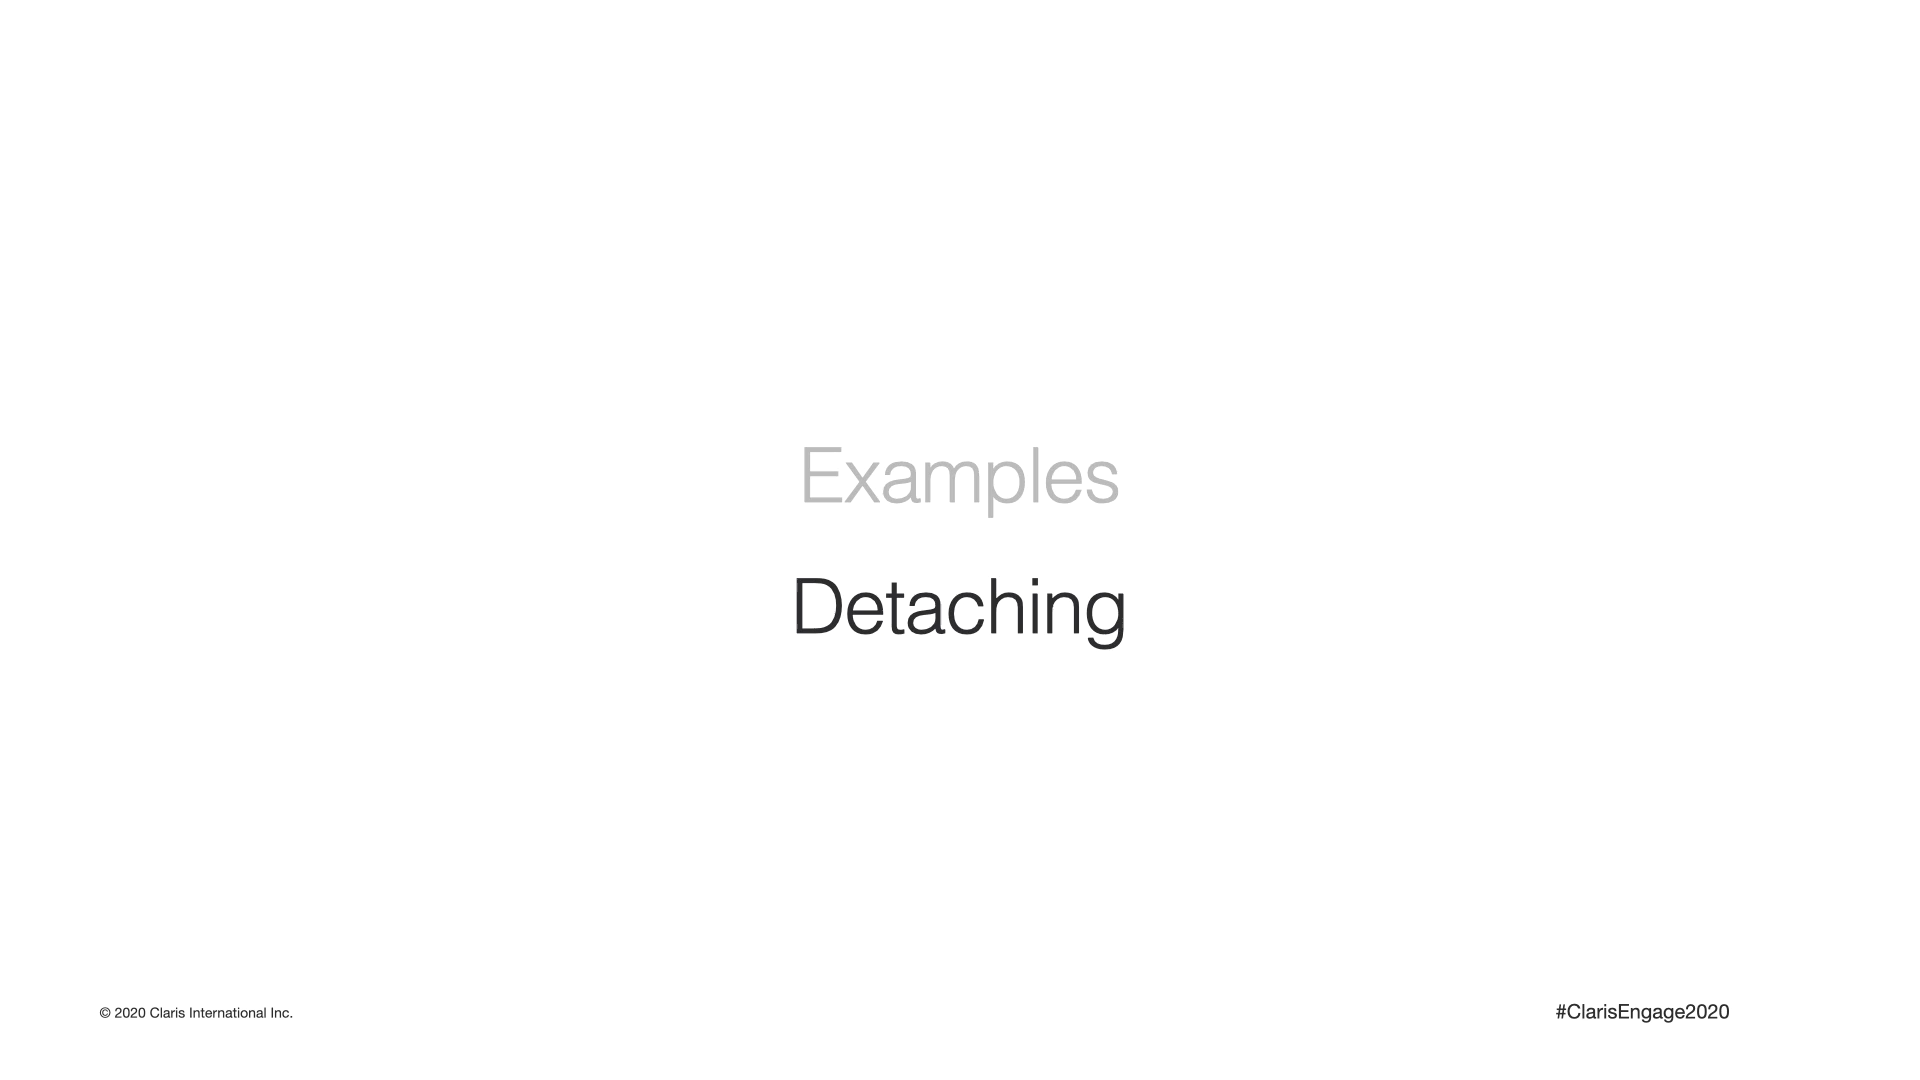 Examples
Detaching
© 2020 Claris International Inc.
#ClarisEngage2020